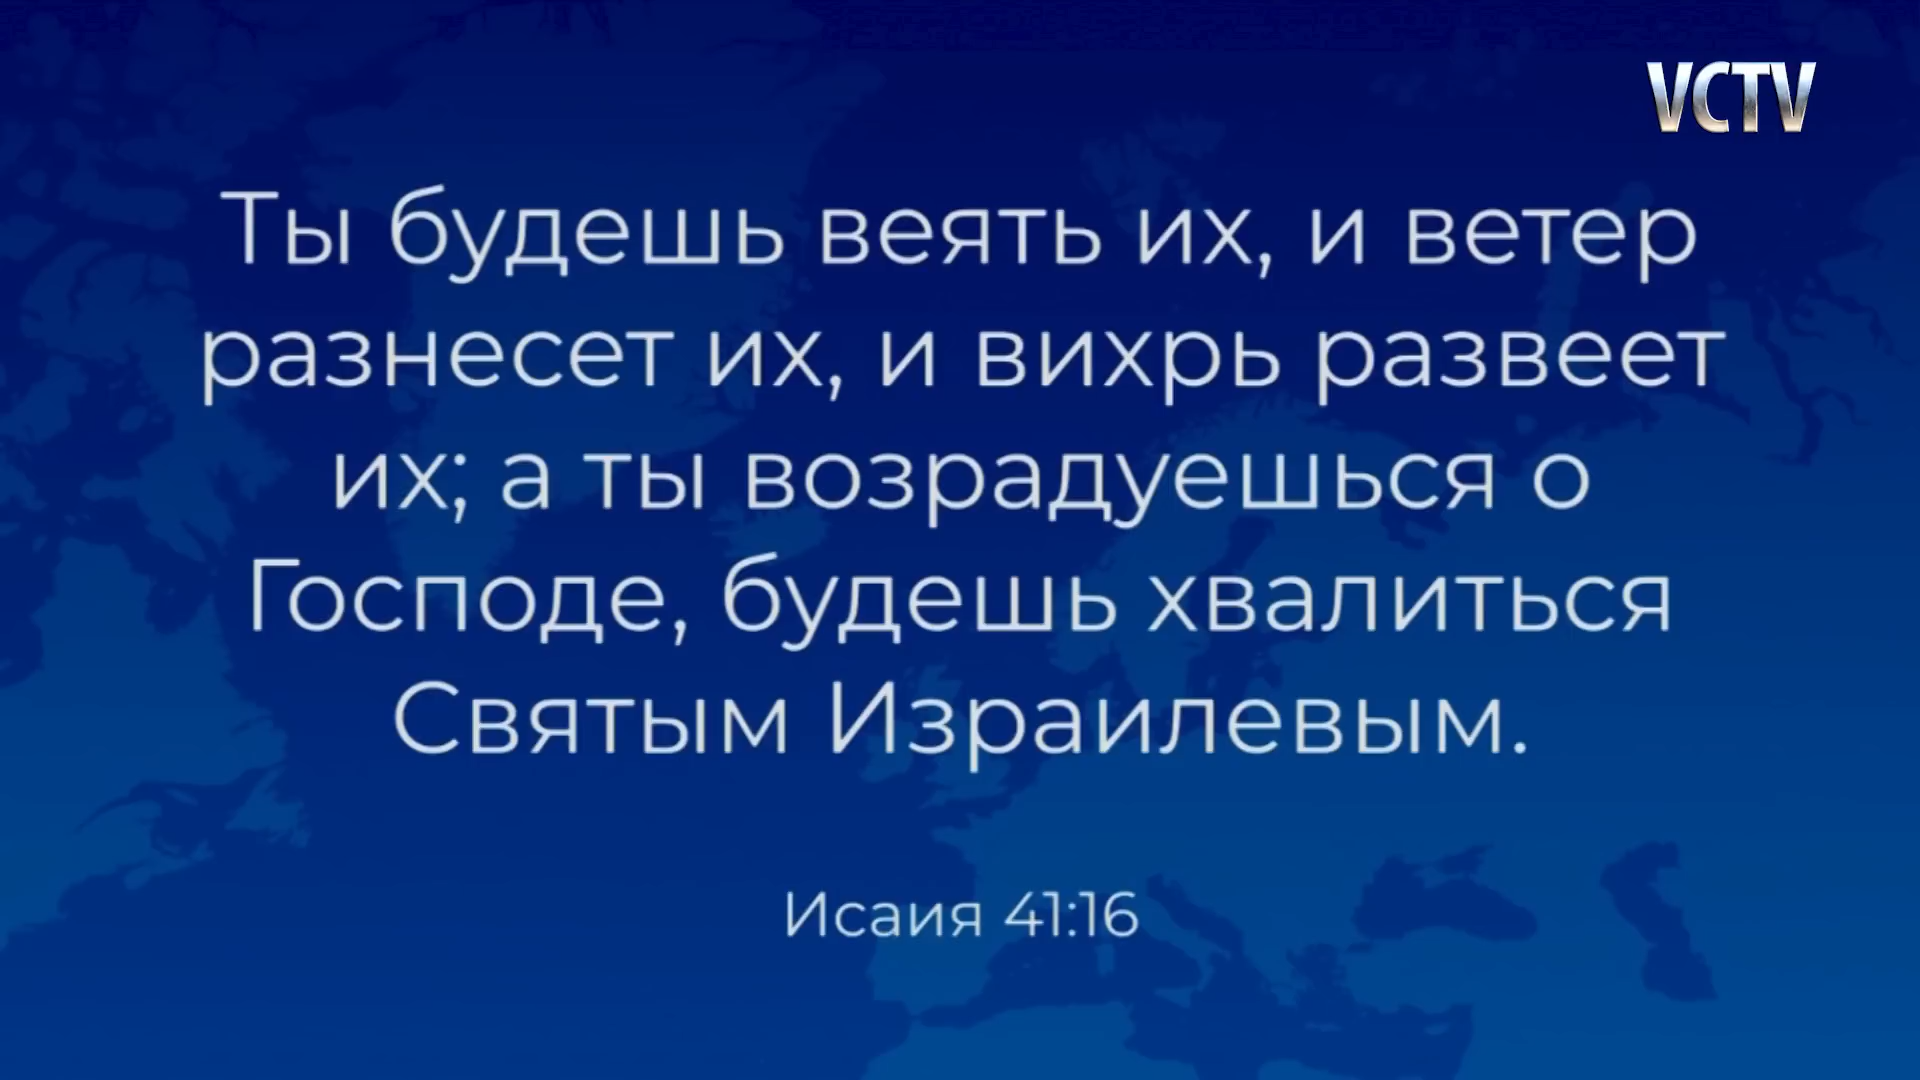 VCTV
Ты будешь веять их, и ветер
разнесет их, и вихрь развеет
их; а ты возрадуешься о
Господе, будешь хвалиться
Святым Израилевым.
Исаия 41:16